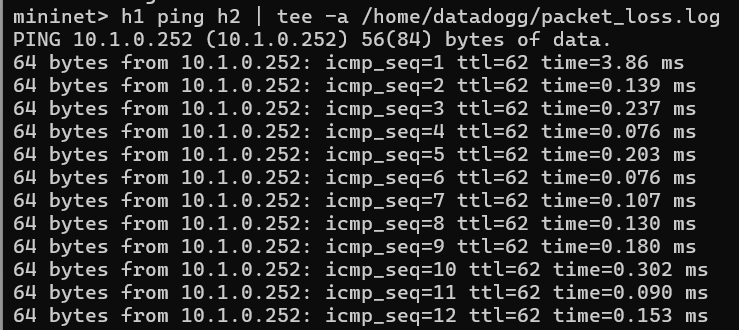 mininet> h1 ping h2 | tee -a /home/datadogg/packet_loss.log
PING 10.1.0.252 (10.1.0.252) 56(84) bytes of data.
64 bytes from 10.1.0.252: icmp_seq=1 ttl=62 time=3.86 ms
64 bytes from 10.1.0.252: icmp_seq=2 ttl=62 time=0.139 ms
64 bytes from 10.1.0.252: icmp_seq=3 ttl=62 time=0.237 ms
64 bytes from 10.1.0.252: icmp_seq=4 ttl=62 time=0.076 ms
64 bytes from 10.1.0.252: icmp_seq=5 ttl=62 time=0.203 ms
64 bytes from 10.1.0.252: icmp_seq=6 ttl=62 time=0.076 ms
64 bytes from 10.1.0.252: icmp_seq=7 ttl=62 time=0.107 ms
64 bytes from 10.1.0.252: icmp_seq=8 ttl=62 time=0.130 ms
64 bytes from 10.1.0.252: icmp_seq=9 ttl=62 time=0.180 ms
64 bytes from 10.1.0.252: icmp_seq=10 ttl=62 time=0.302 ms
64 bytes from 10.1.0.252: icmp_seq=11 ttl=62 time=0.090 ms
64 bytes from 10.1.0.252: icmp_seq=12 ttl=62 time=0.153 ms